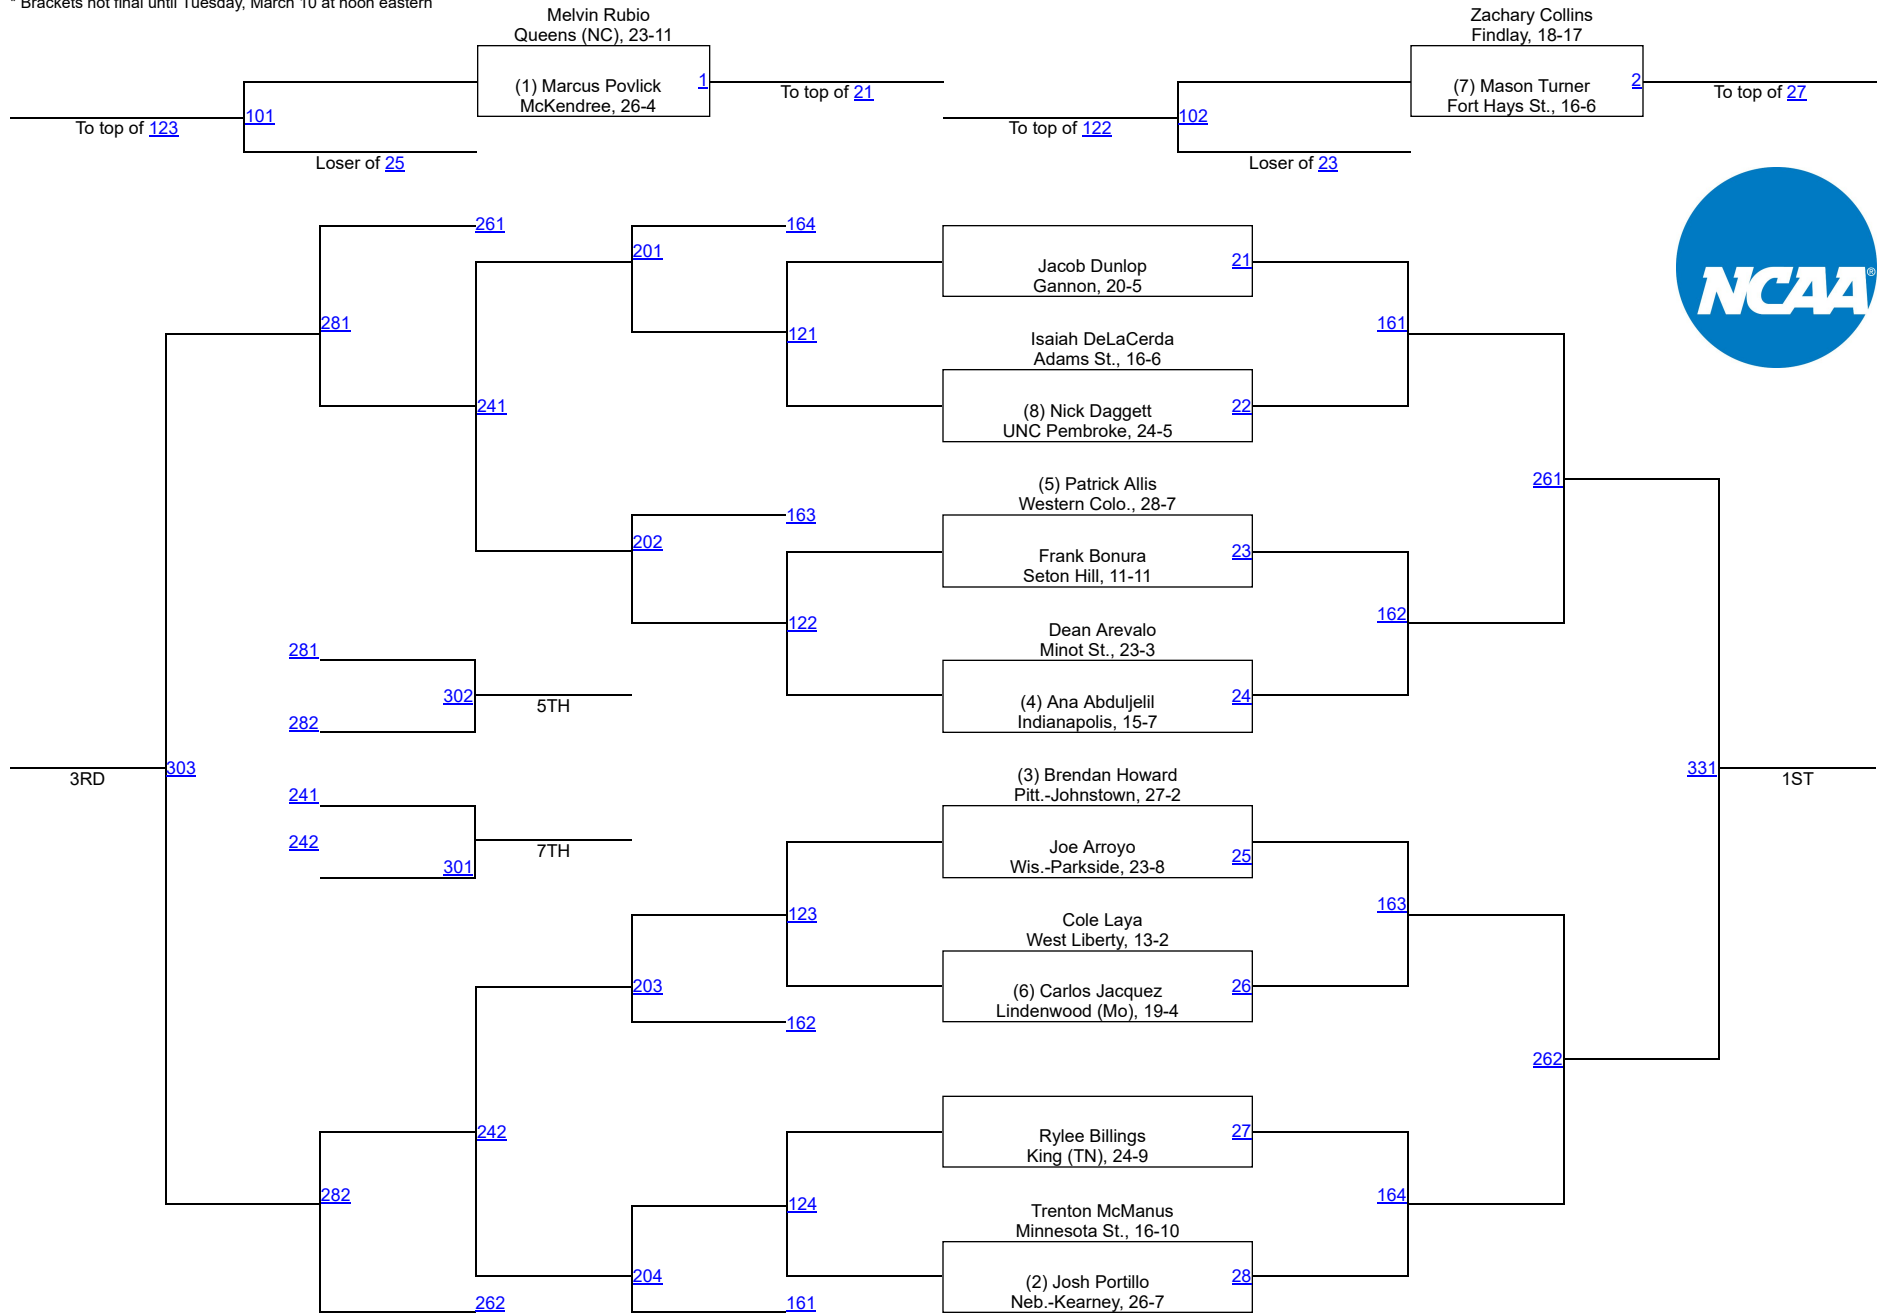 * Brackets not final until Tuesday, March 10 at noon eastern
Melvin Rubio
Queens (NC), 23-11
(1) Marcus Povlick
McKendree, 26-4
1
To top of 21
101
To top of 123
Loser of 25
Zachary Collins
Findlay, 18-17
(7) Mason Turner
Fort Hays St., 16-6
2
To top of 27
102
To top of 122
Loser of 23
NCAA®
261
164
201
Jacob Dunlop
Gannon, 20-5
21
281
121
161
Isaiah DeLaCerda
Adams St., 16-6
241
(8) Nick Daggett
UNC Pembroke, 24-5
22
(5) Patrick Allis
Western Colo., 28-7
261
163
202
Frank Bonura
Seton Hill, 11-11
23
122
162
Dean Arevalo
Minot St., 23-3
281
302
5TH
282
(4) Ana Abduljelil
Indianapolis, 15-7
24
3RD
303
331
1ST
(3) Brendan Howard
Pitt.-Johnstown, 27-2
241
242
301
7TH
Joe Arroyo
Wis.-Parkside, 23-8
25
123
163
Cole Laya
West Liberty, 13-2
203
(6) Carlos Jacquez
Lindenwood (Mo), 19-4
26
162
262
242
Rylee Billings
King (TN), 24-9
27
282
124
164
Trenton McManus
Minnesota St., 16-10
204
(2) Josh Portillo
Neb.-Kearney, 26-7
28
262
161